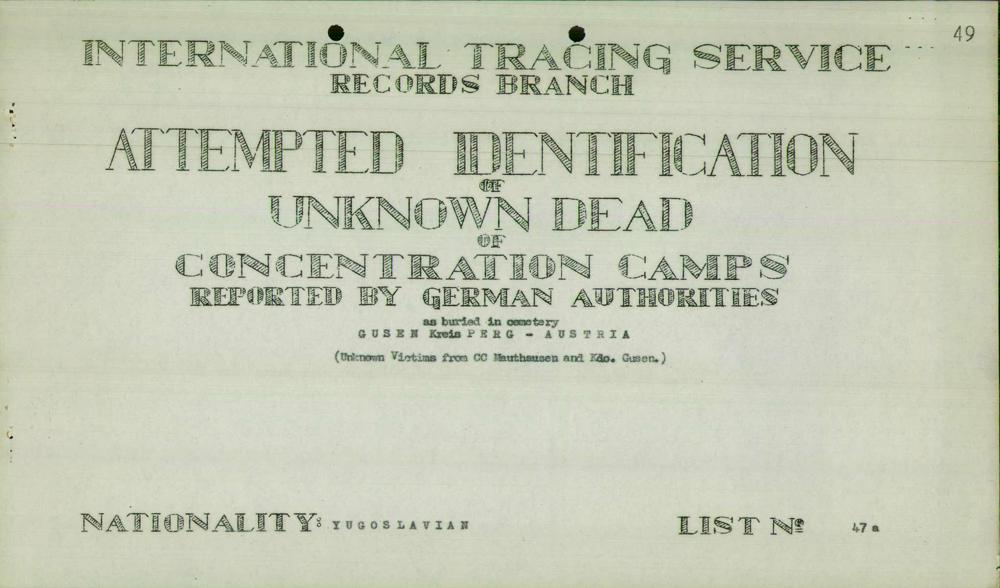 49
INTERNATIONAL TRACING SERVICE
RECORDS BRANCH
ATTEMPTED IDENTIFICATION
OF
UNKNOWN DEAD
OF
CONCENTRATION CAMPS
REPORTED BY GERMAN AUTHORITIES
as buried in cemetery
GUSEN Kreis PERG - AUSTRIA
(Unknown Victims from CC Mauthausen and Kdo. Gusen.)
NATIONALITY: YUGOSLAVIAN
LIST Nº 47a